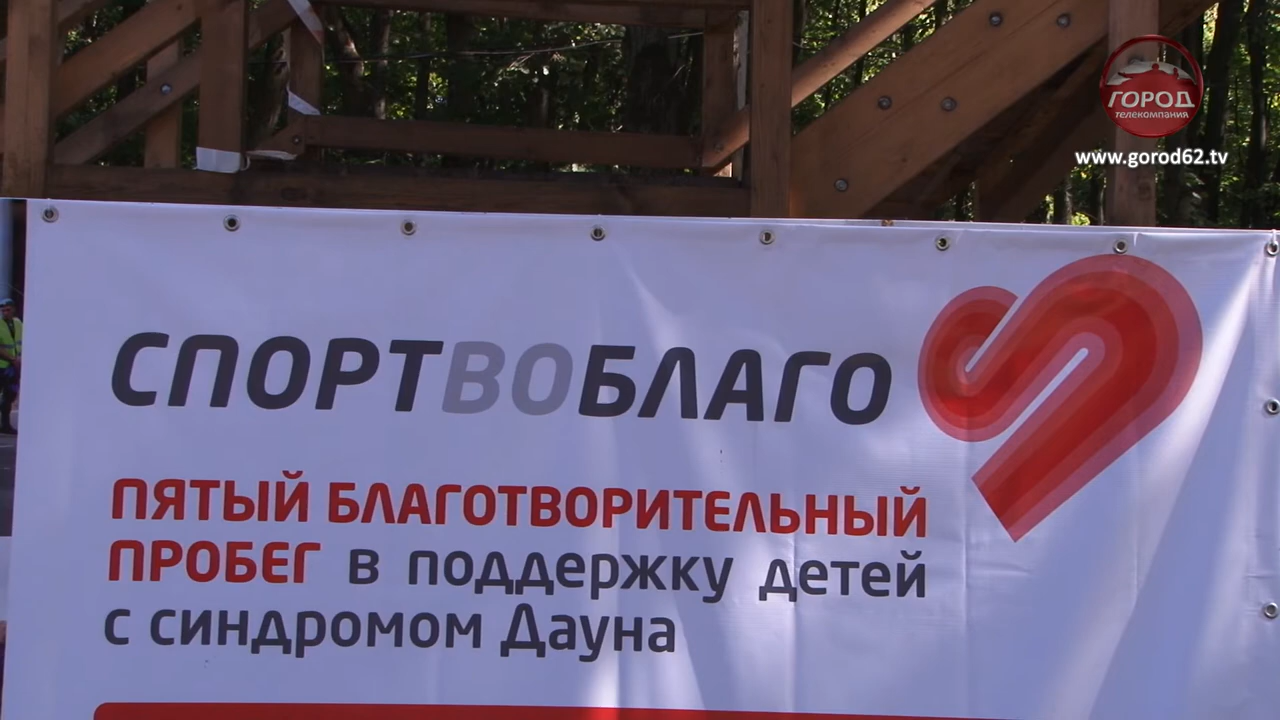 ГОРОД
ТЕЛЕКОМПАНИЯ
www.gorod62.tv
СПОРТВОБЛАГО
ПЯТЫЙ БЛАГОТВОРИТЕЛЬНЫЙ
ПРОБЕГ в поддержку детей
с синдромом Дауна